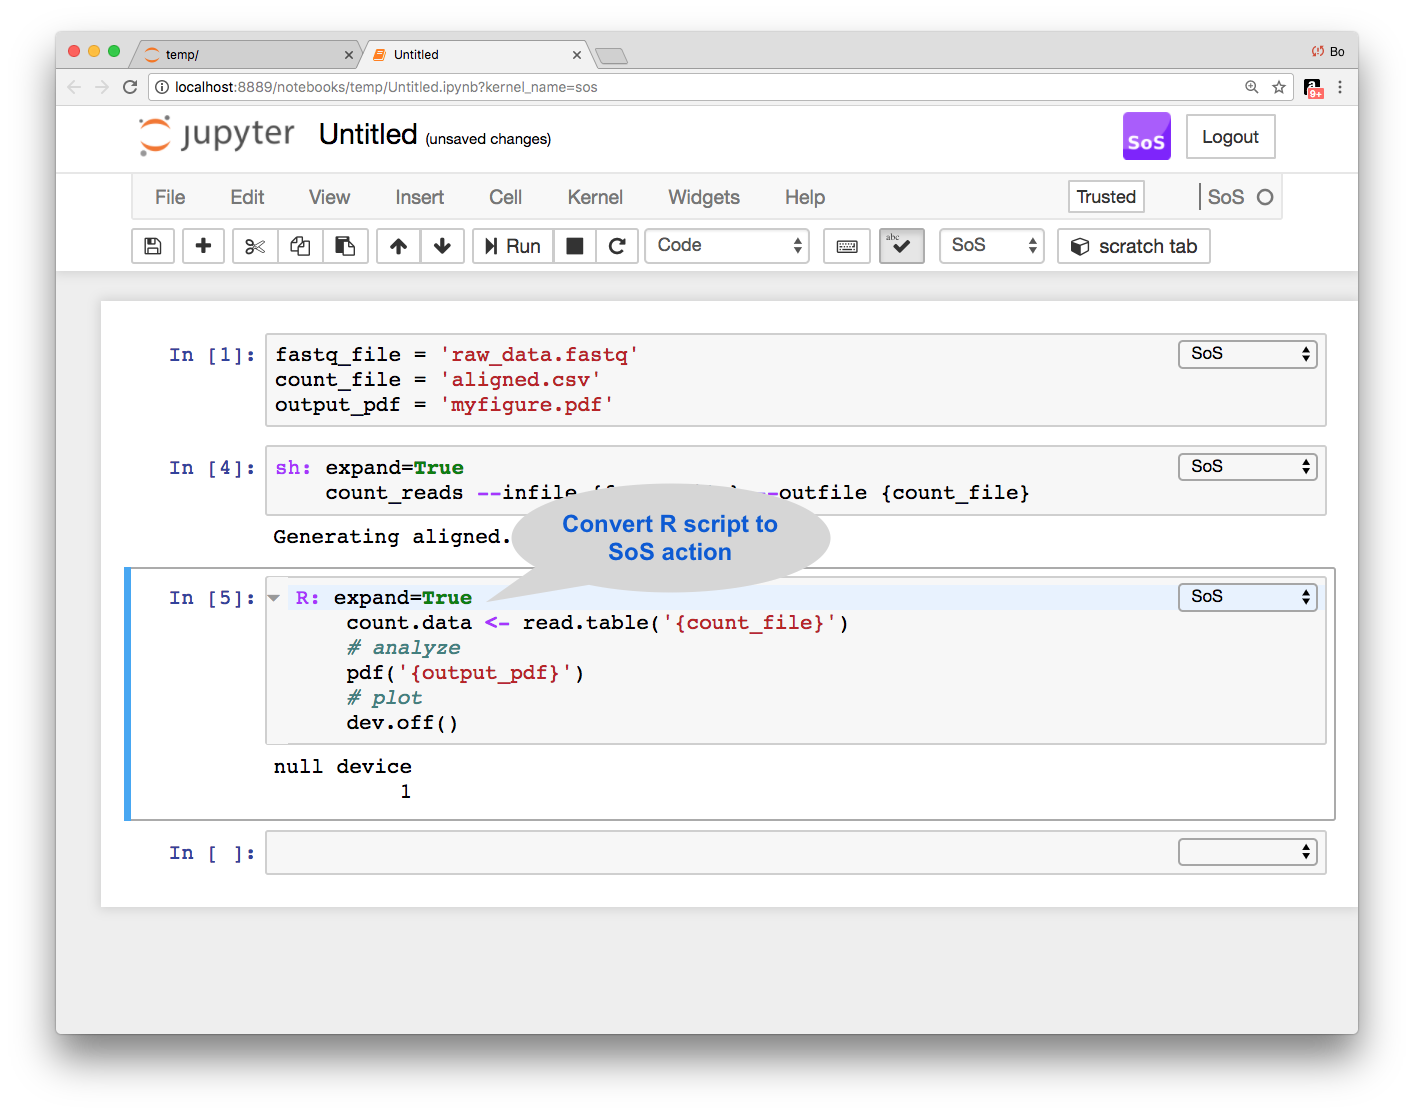 temp/
Untitled
Bo
localhost:8889/notebooks/temp/Untitled.ipynb?kernel_name=sos
a
9+
jupyter Untitled (unsaved changes)
SoS
Logout
File Edit View Insert Cell Kernel Widgets Help
Trusted
SoS
Run
Code
abc
SoS
scratch tab
In [1]:
fastq_file = 'raw_data.fastq'
count_file = 'aligned.csv'
output_pdf = 'myfigure.pdf'
SoS
In [4]:
sh: expand=True
count_reads --infile outfile {count_file}
SoS
Generating aligned.
Convert R script to
SoS action
In [5]:
R: expand=True
count.data <- read.table('{count_file}')
# analyze
pdf('{output_pdf}')
# plot
dev.off()
SoS
null device
1
In [ ]: